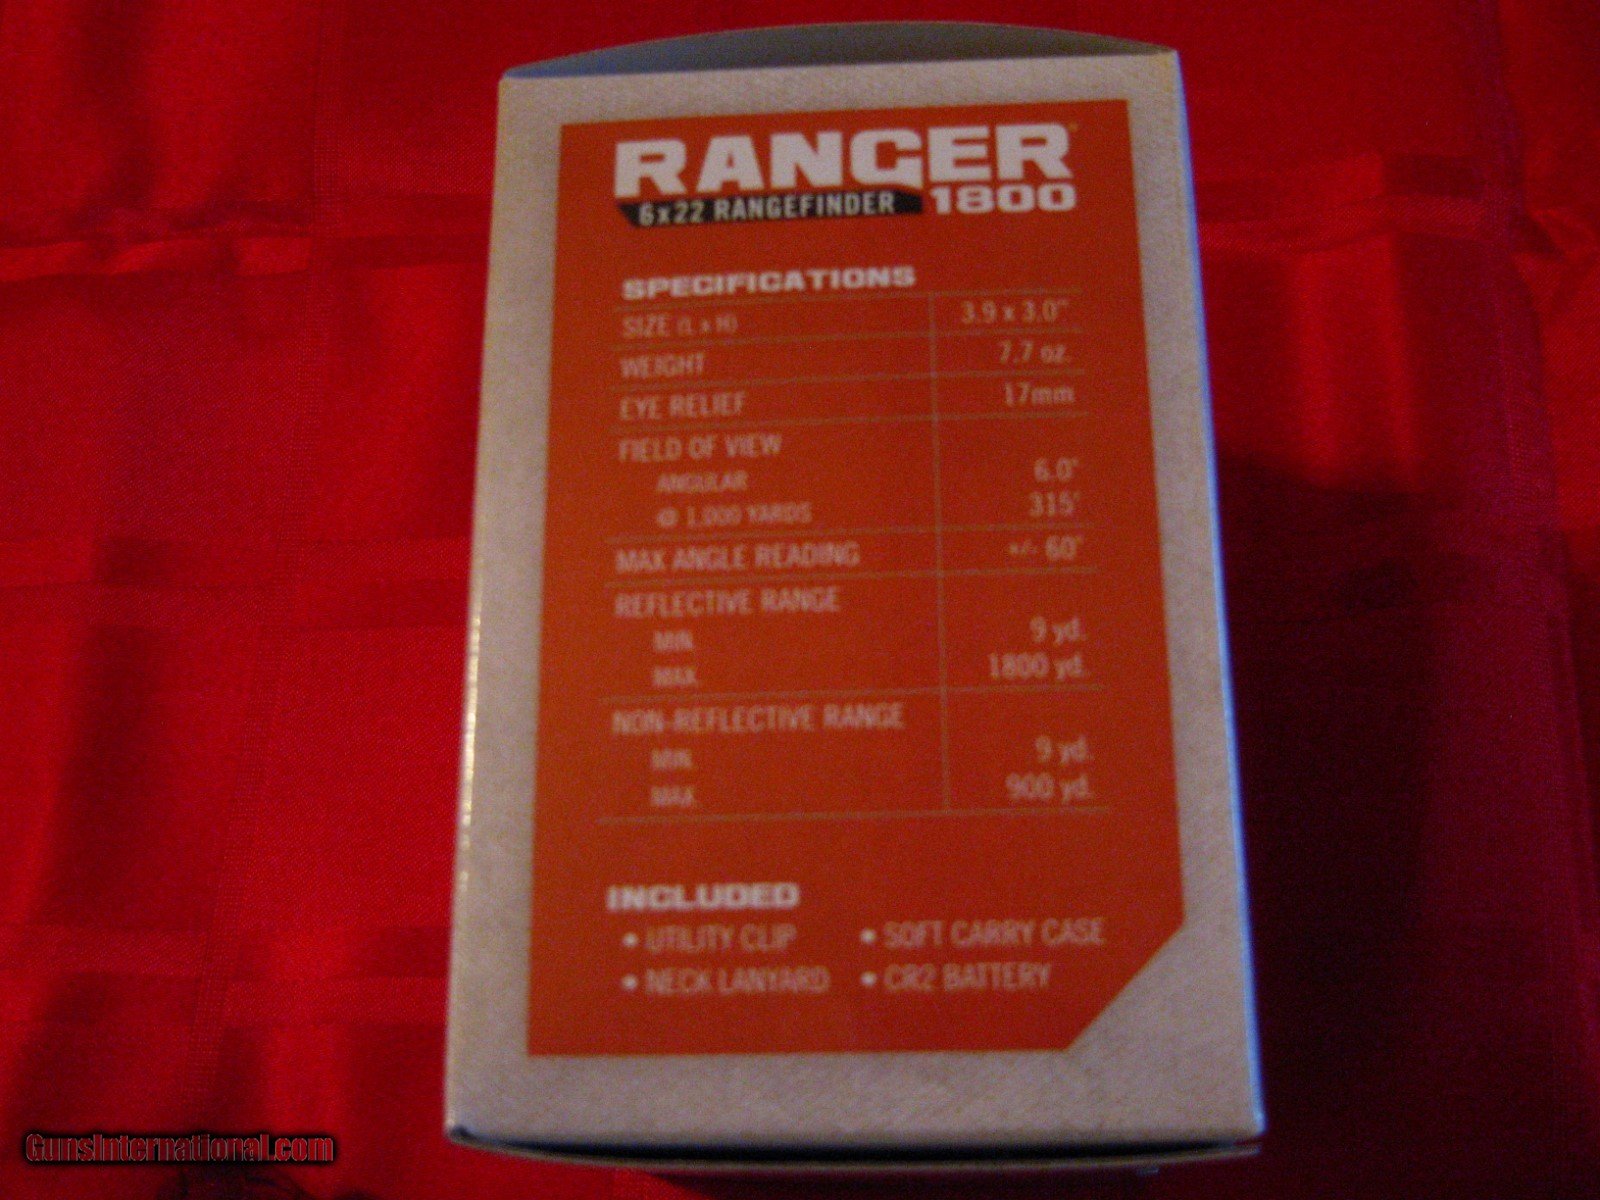 RANGER
6x22 RANGEFINDER 1800
SPECIFICATIONS
SIZE (L x H) 3.9 x 3.0"
WEIGHT 7.7 oz.
EYE RELIEF 17mm
FIELD OF VIEW
ANGULAR 6.0°
@ 1,000 YARDS 315'
MAX ANGLE READING +/- 60°
REFLECTIVE RANGE
MIN. 9 yd.
MAX. 1800 yd.
NON-REFLECTIVE RANGE
MIN. 9 yd.
MAX. 900 yd.
INCLUDED
• UTILITY CLIP • SOFT CARRY CASE
• NECK LANYARD • CR2 BATTERY
GunsInternational.com